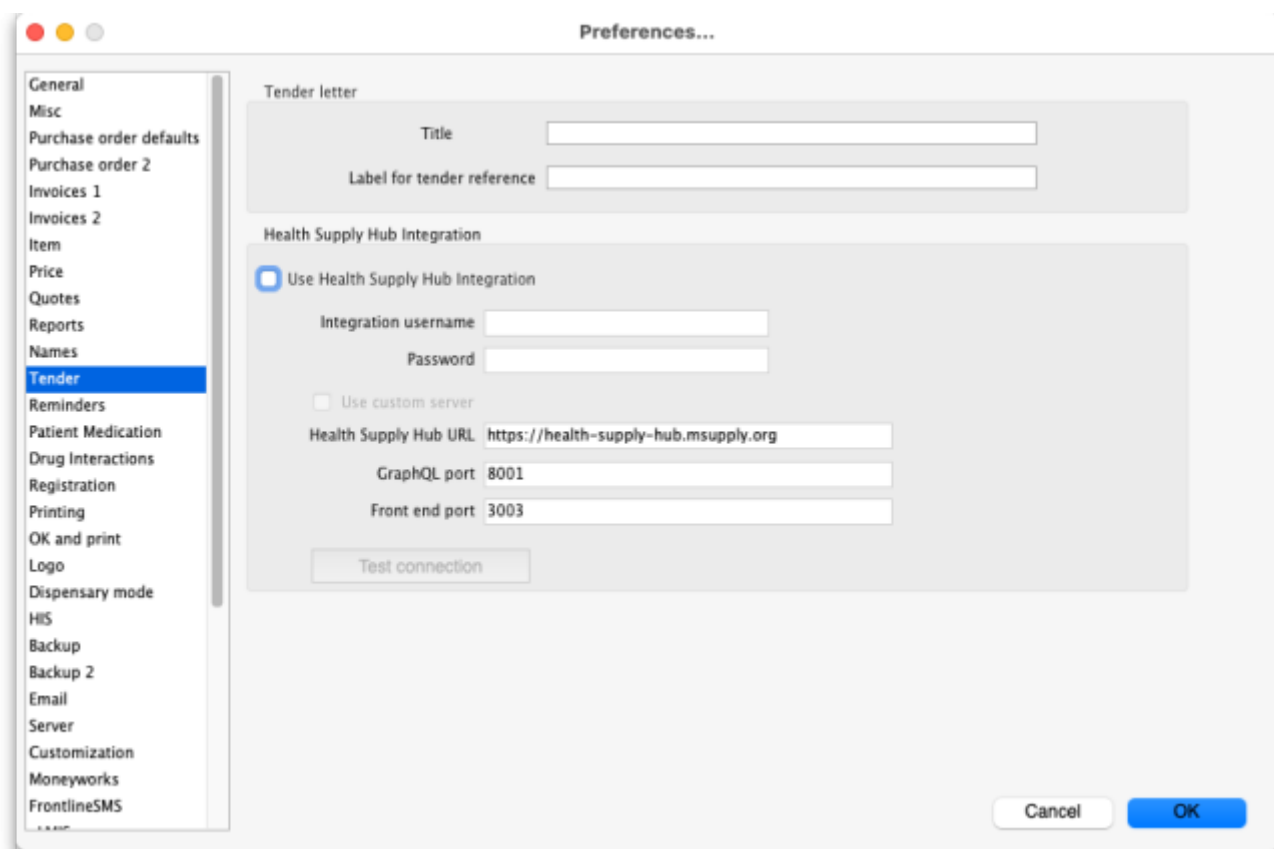 Preferences...
General
Misc
Purchase order defaults
Purchase order 2
Invoices 1
Invoices 2
Item
Price
Quotes
Reports
Names
Tender
Reminders
Patient Medication
Drug Interactions
Registration
Printing
OK and print
Logo
Dispensary mode
HIS
Backup
Backup 2
Email
Server
Customization
Moneyworks
FrontlineSMS
Tender letter
Title
Label for tender reference
Health Supply Hub Integration
Use Health Supply Hub Integration
Integration username
Password
Use custom server
Health Supply Hub URL https://health-supply-hub.msupply.org
GraphQL port 8001
Front end port 3003
Test connection
Cancel OK